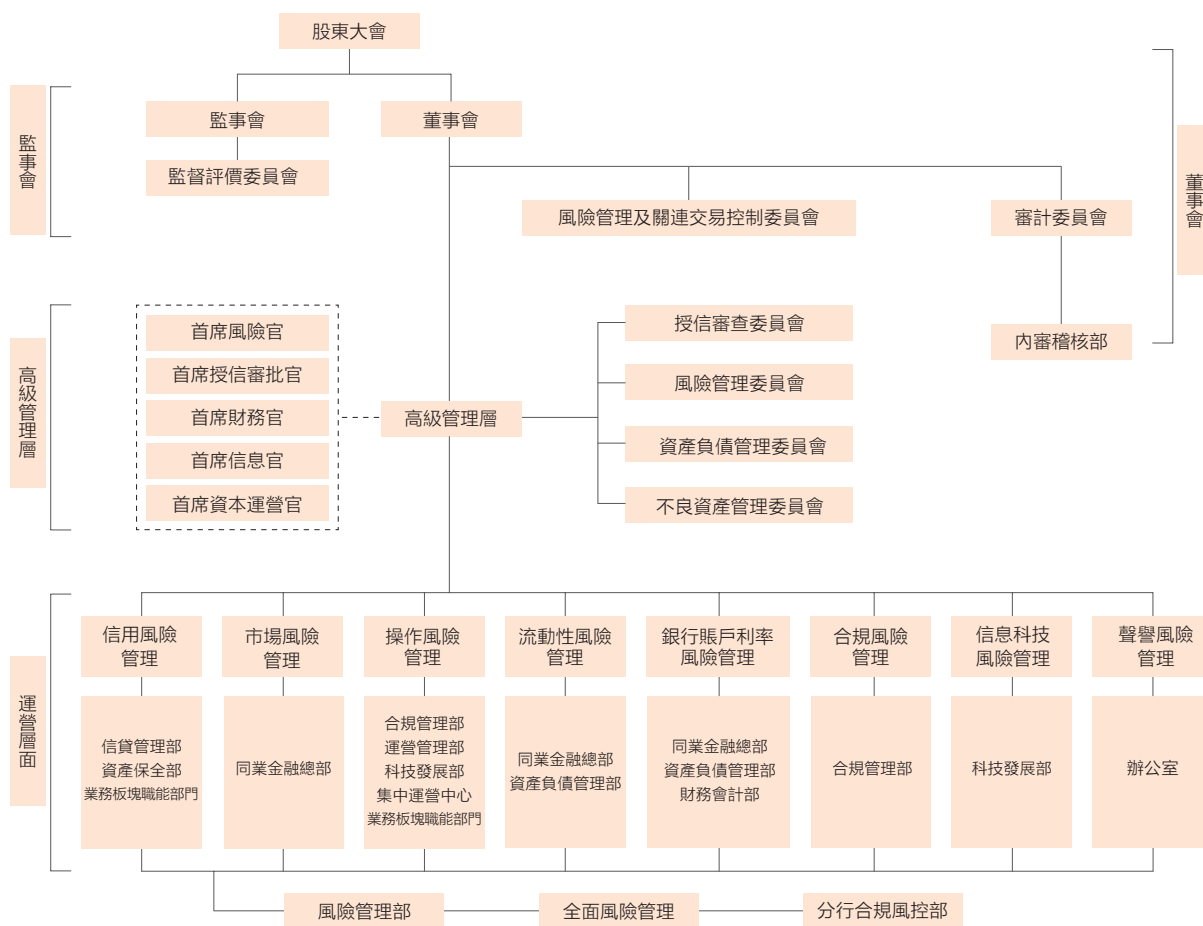 股東大會
監事會
監事會
董事會
監督評價委員會
風險管理及關連交易控制委員會
審計委員會
內審稽核部
董事會
高級管理層
首席風險官
首席授信審批官
首席財務官
首席信息官
首席資本運營官
高級管理層
授信審查委員會
風險管理委員會
資產負債管理委員會
不良資產管理委員會
運營層面
信用風險
管理
市場風險
管理
操作風險
管理
流動性風險
管理
銀行賬戶利率
風險管理
合規風險
管理
信息科技
風險管理
聲譽風險
管理
信貸管理部
資產保全部
業務板塊職能部門
同業金融總部
合規管理部
運營管理部
科技發展部
集中運營中心
業務板塊職能部門
同業金融總部
資產負債管理部
同業金融總部
資產負債管理部
財務會計部
合規管理部
科技發展部
辦公室
風險管理部
全面風險管理
分行合規風控部